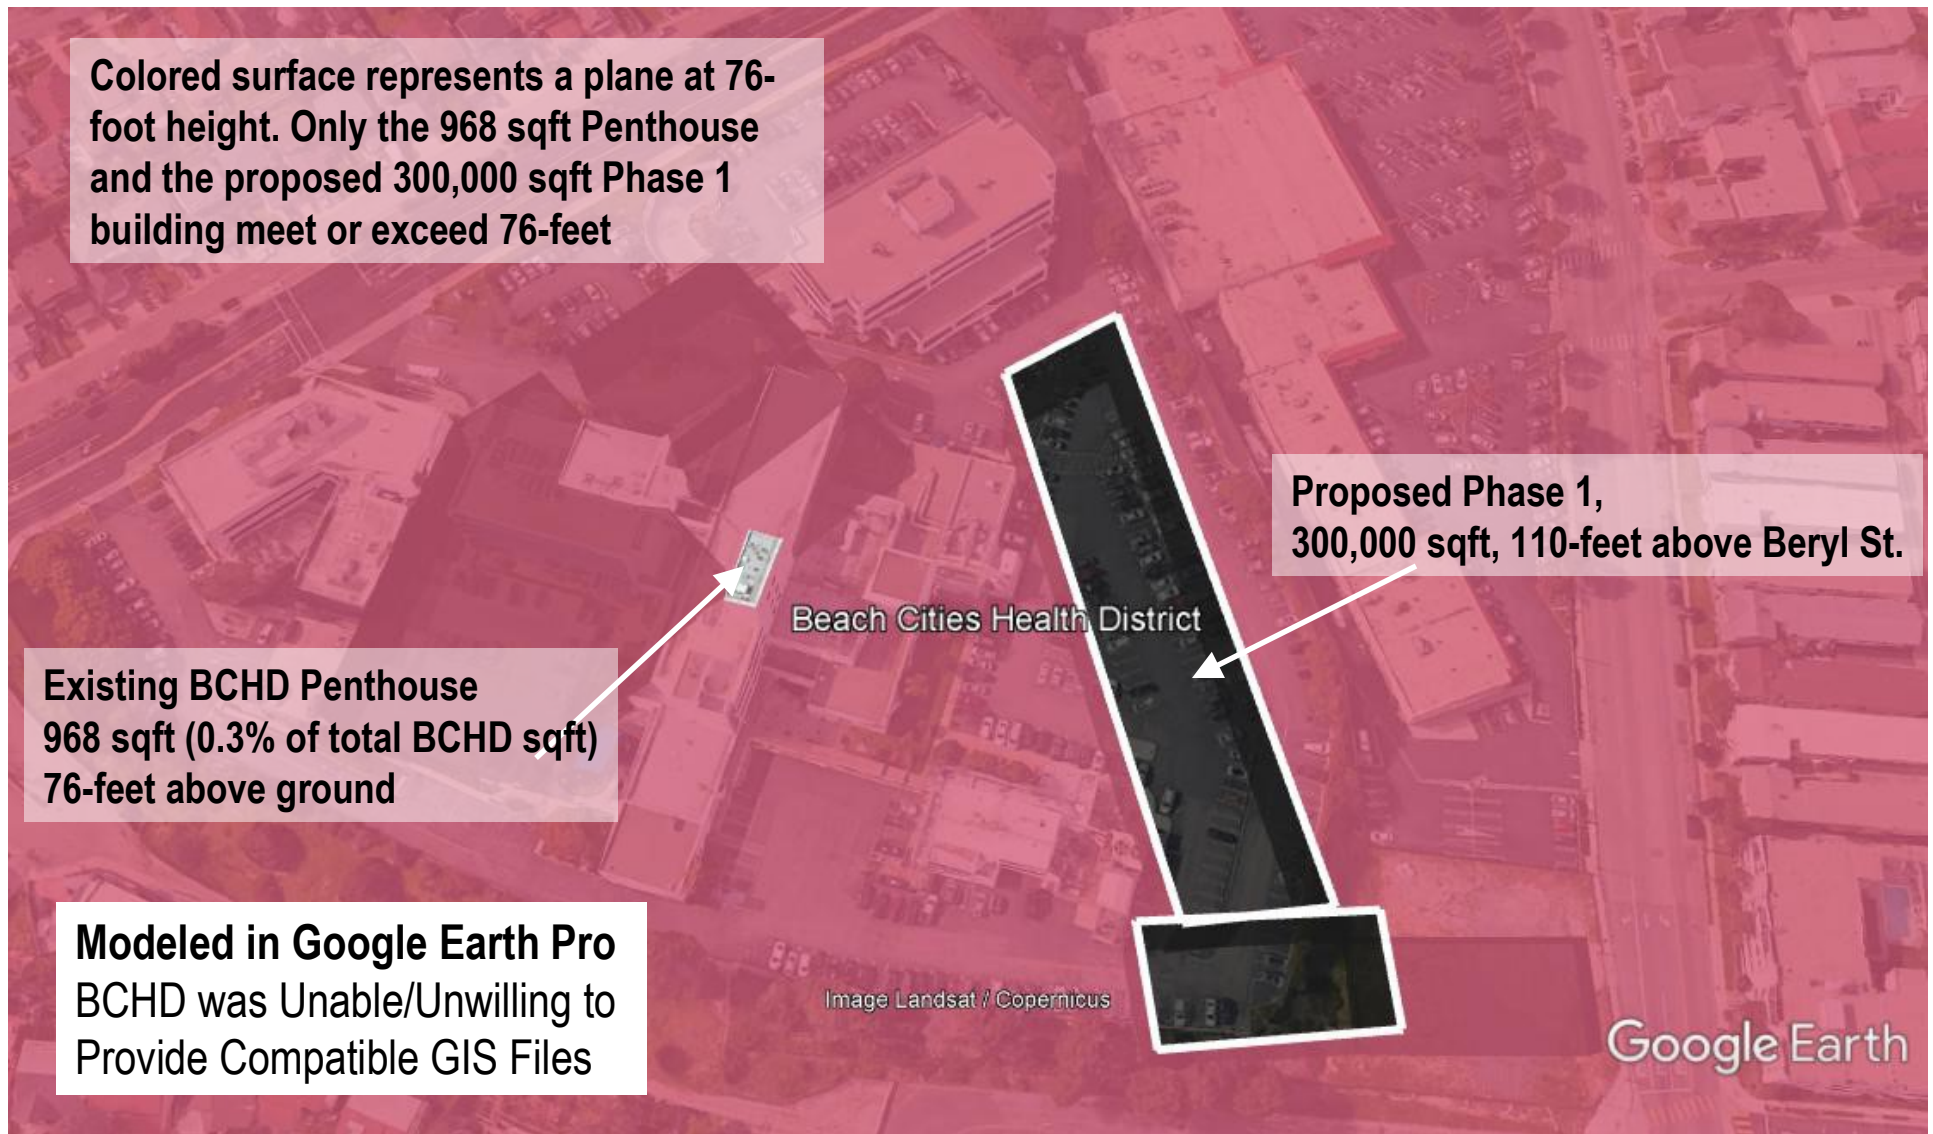 Colored surface represents a plane at 76-
foot height. Only the 968 sqft Penthouse
and the proposed 300,000 sqft Phase 1
building meet or exceed 76-feet
Proposed Phase 1,
300,000 sqft, 110-feet above Beryl St.
Beach Cities Health District
Existing BCHD Penthouse
968 sqft (0.3% of total BCHD sqft)
76-feet above ground
Modeled in Google Earth Pro
BCHD was Unable/Unwilling to
Provide Compatible GIS Files
Image Landsat / Copernicus
Google Earth